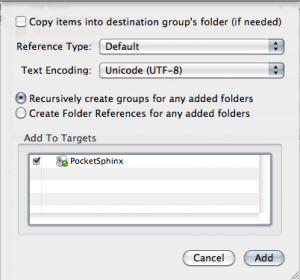 Copy items into destination group's folder (if needed)
Reference Type: Default
Text Encoding: Unicode (UTF-8)
Recursively create groups for any added folders
Create Folder References for any added folders
Add To Targets
PocketSphinx
Cancel Add